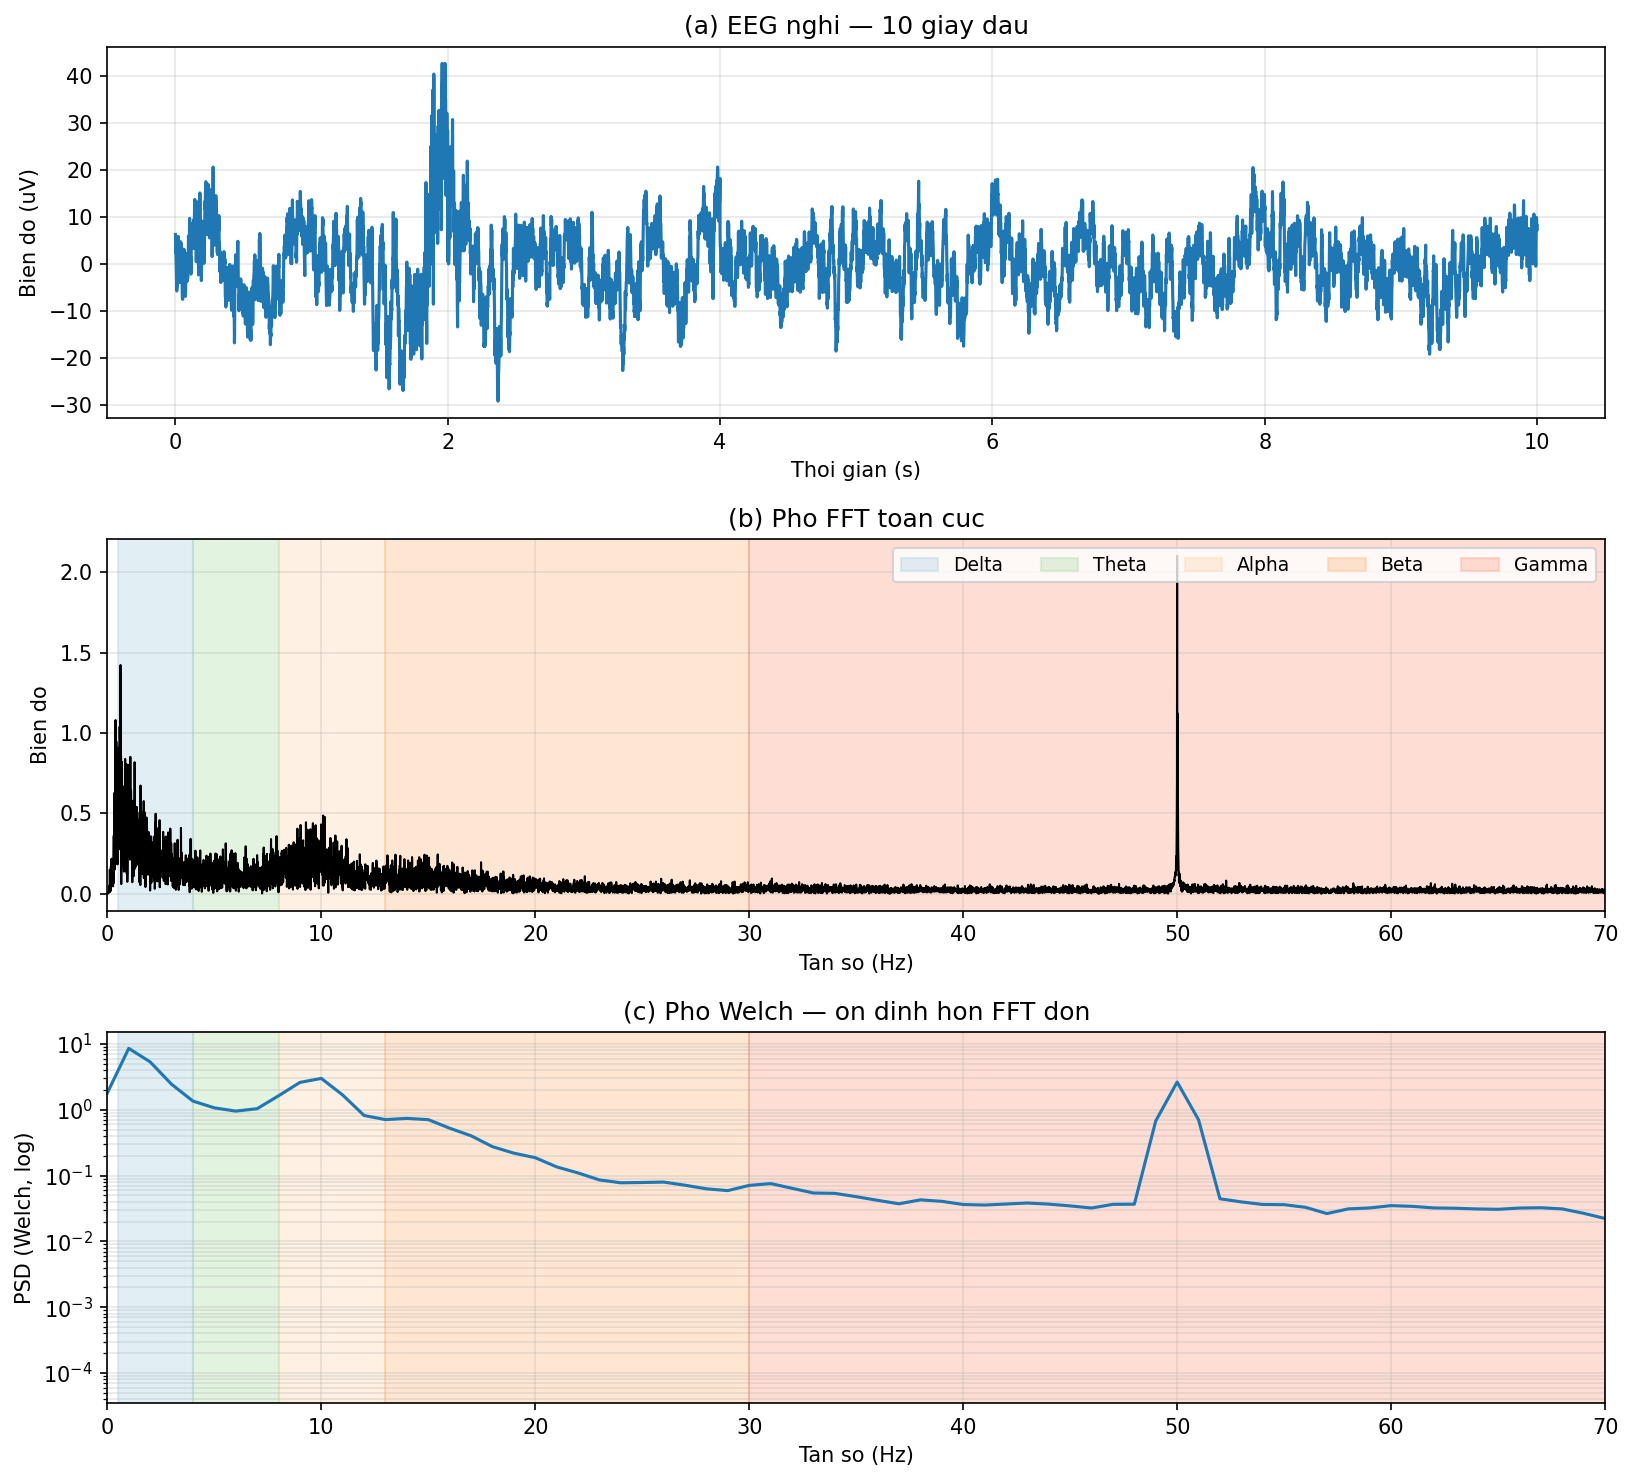 (a) EEG nghi — 10 giay dau
Bien do (uV)
40
30
20
10
0
−10
−20
−30
0 2 4 6 8 10
Thoi gian (s)
(b) Pho FFT toan cuc
Delta Theta Alpha Beta Gamma
Bien do
2.0
1.5
1.0
0.5
0.0
0 10 20 30 40 50 60 70
Tan so (Hz)
(c) Pho Welch — on dinh hon FFT don
PSD (Welch, log)
10¹
10⁰
10⁻¹
10⁻²
10⁻³
10⁻⁴
0 10 20 30 40 50 60 70
Tan so (Hz)